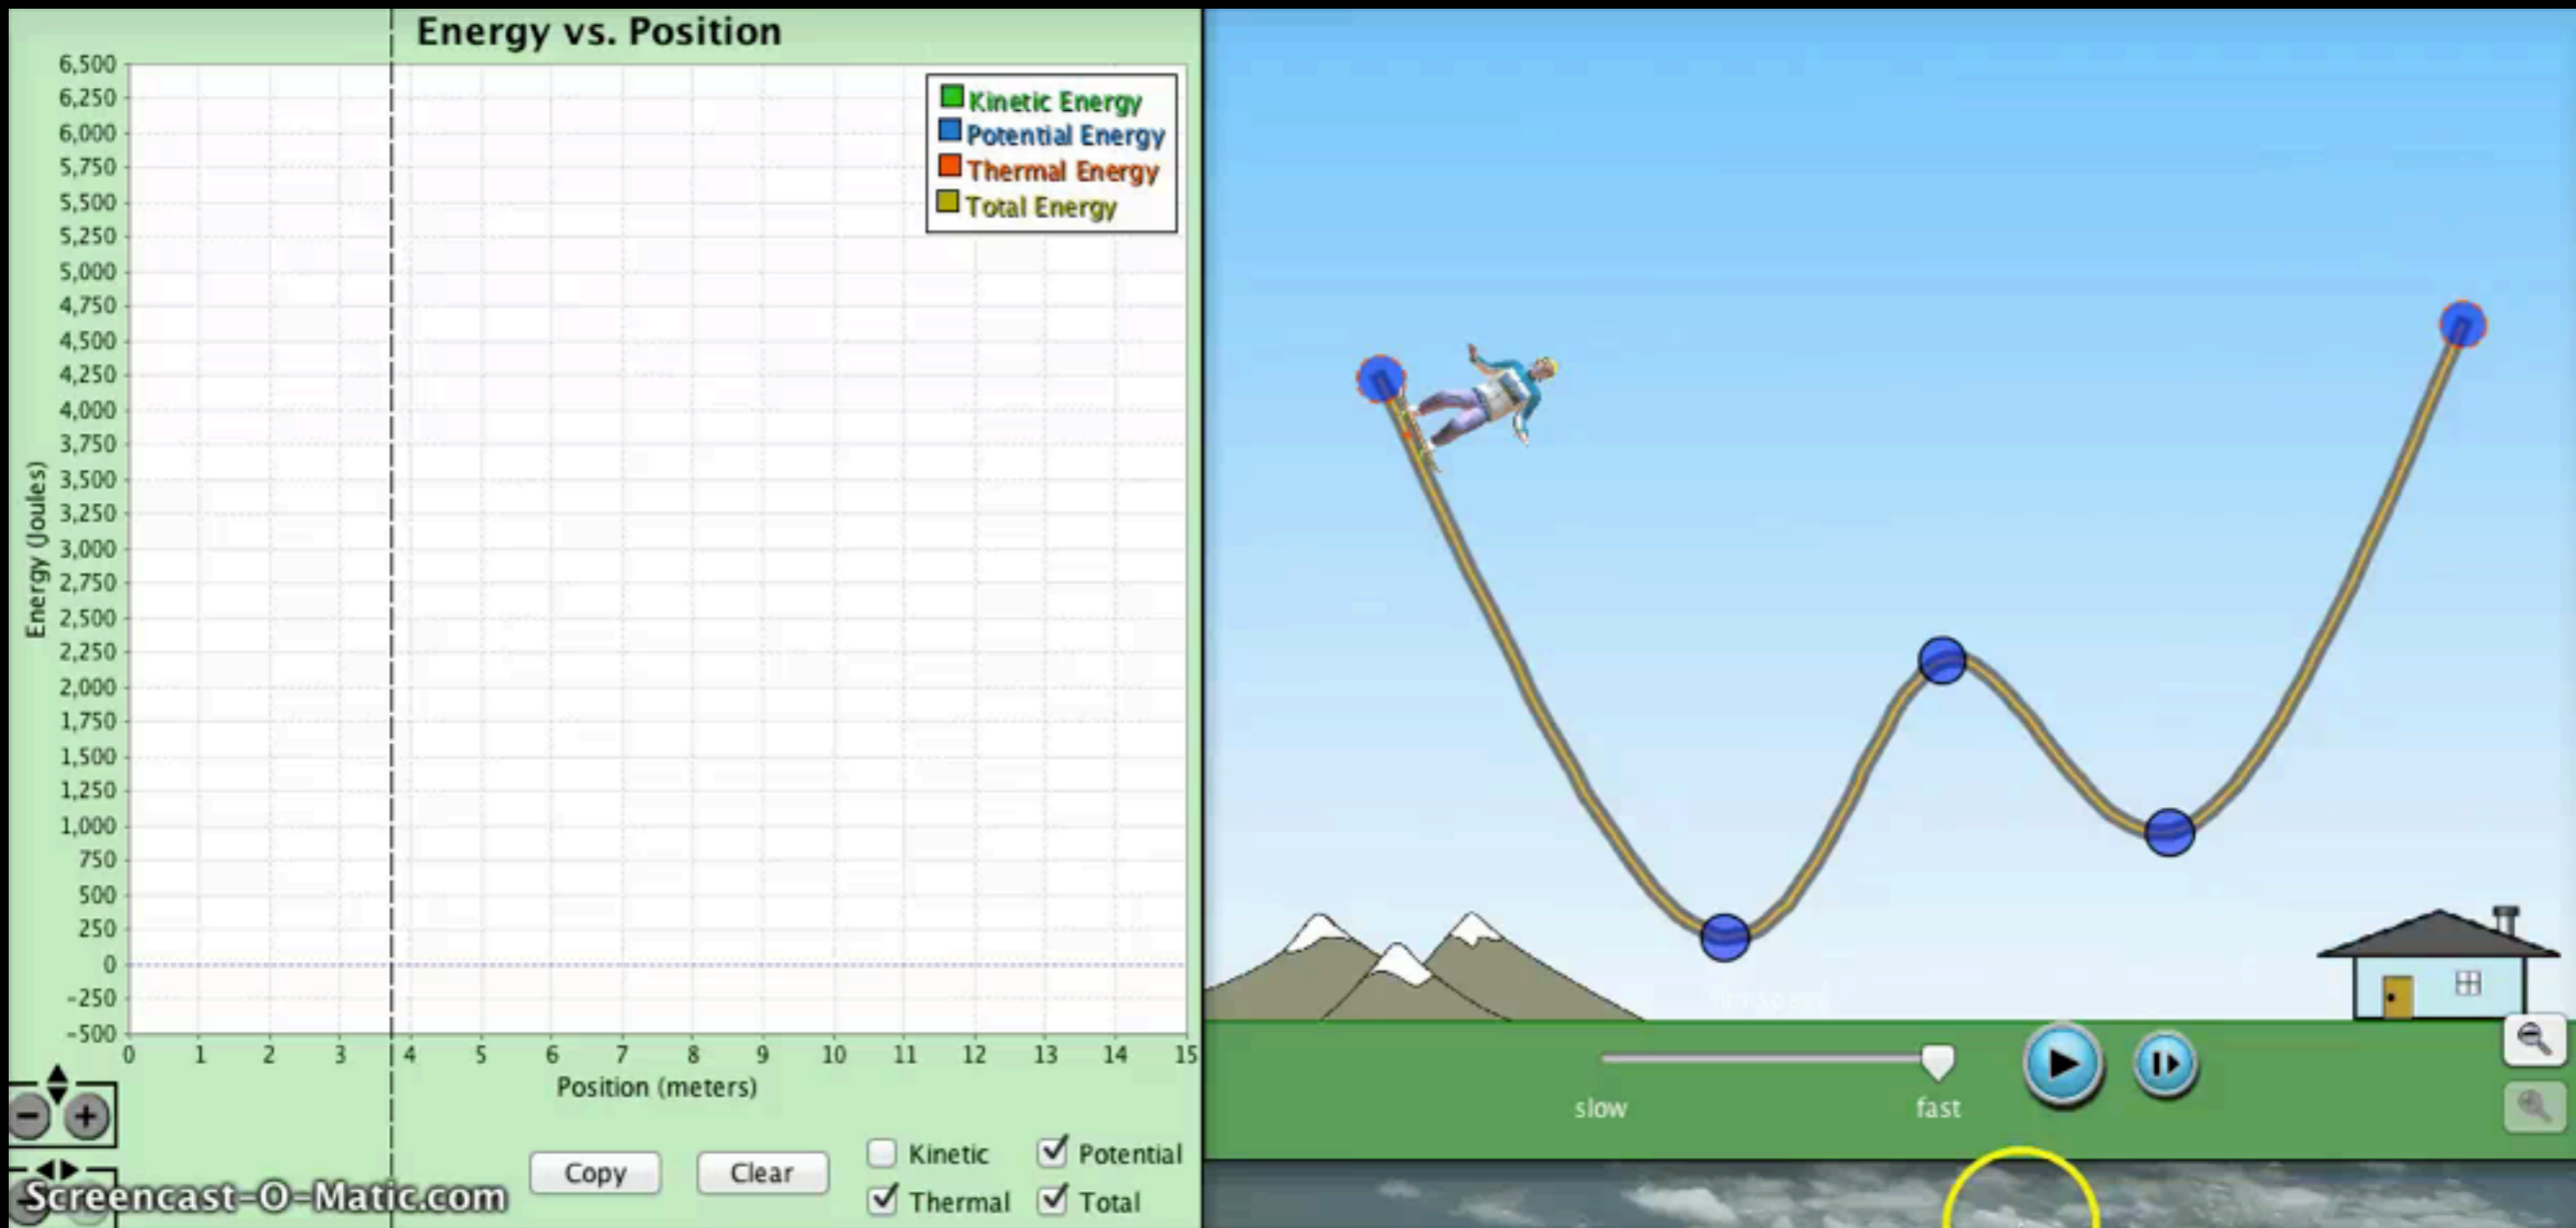 Energy vs. Position
6,500
6,250
6,000
5,750
5,500
5,250
5,000
4,750
4,500
4,250
4,000
3,750
3,500
3,250
3,000
2,750
2,500
2,250
2,000
1,750
1,500
1,250
1,000
750
500
250
0
-250
-500
Energy (Joules)
Kinetic Energy
Potential Energy
Thermal Energy
Total Energy
0 1 2 3 4 5 6 7 8 9 10 11 12 13 14 15
Position (meters)
Copy
Clear
Kinetic
Potential
Thermal
Total
Screencast-O-Matic.com
slow
fast